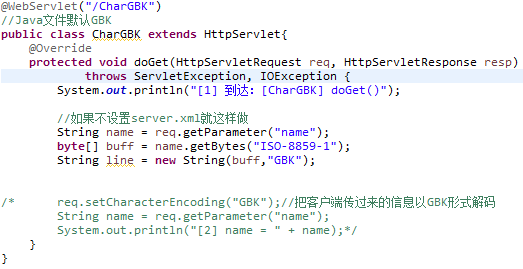 @WebServlet("/CharGBK")
//Java文件默认GBK
public class CharGBK extends HttpServlet{
@Override
protected void doGet(HttpServletRequest req, HttpServletResponse resp)
throws ServletException, IOException {
System.out.println("[1] 到达: [CharGBK] doGet()");
//如果不设置server.xml就这样做
String name = req.getParameter("name");
byte[] buff = name.getBytes("ISO-8859-1");
String line = new String(buff,"GBK");
/* req.setCharacterEncoding("GBK");//把客户端传过来的信息以GBK形式解码
String name = req.getParameter("name");
System.out.println("[2] name = " + name);*/
}
}